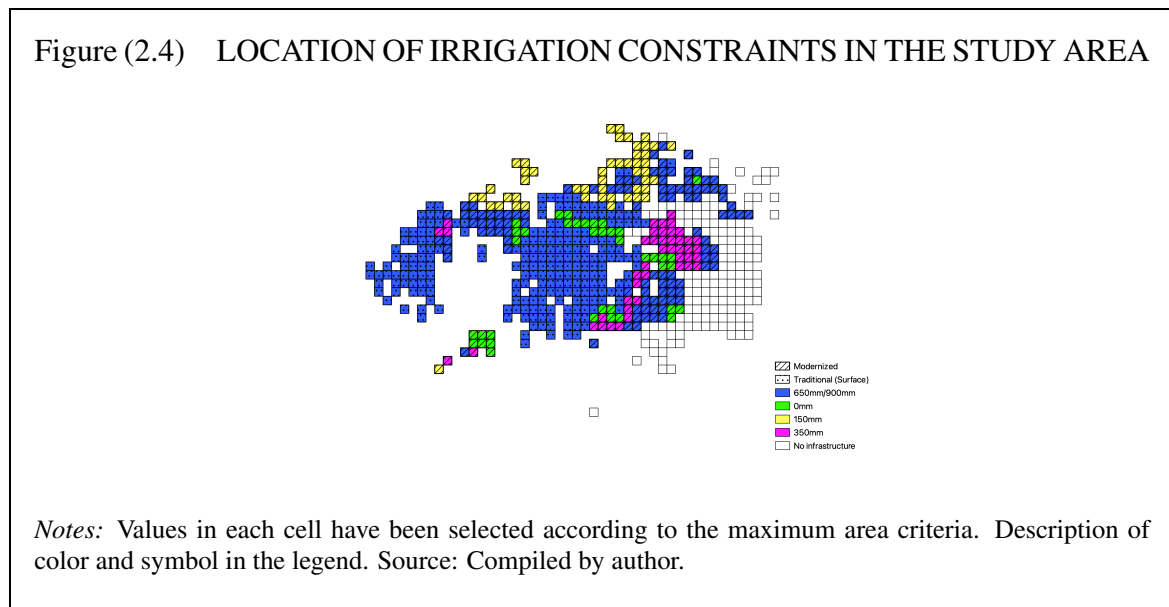 Figure (2.4) LOCATION OF IRRIGATION CONSTRAINTS IN THE STUDY AREA
Modernized
Traditional (Surface)
650mm/900mm
0mm
150mm
350mm
No infrastructure
Notes: Values in each cell have been selected according to the maximum area criteria. Description of
color and symbol in the legend. Source: Compiled by author.